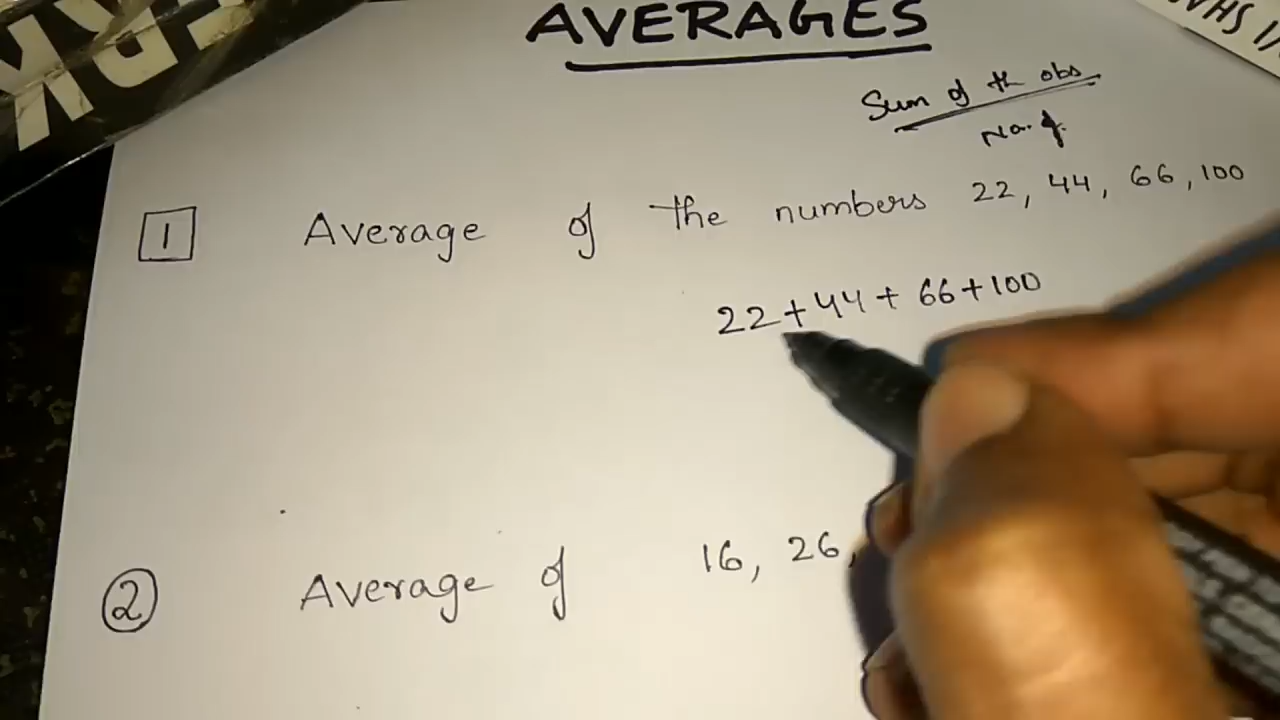 AVERAGES
Sum of th obs
No. of
1 Average of the numbers 22, 44, 66, 100
22+44+66+100
2 Average of 16, 26,